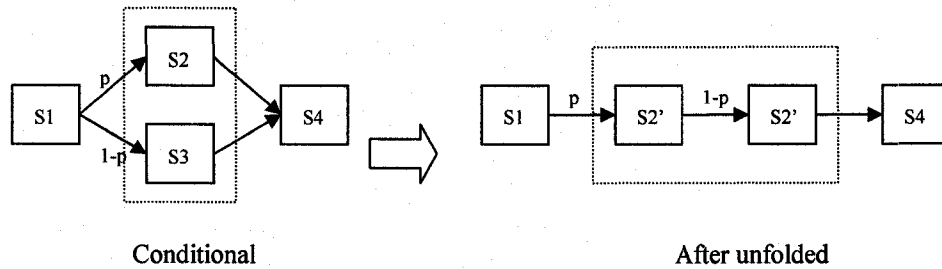 S1
p
1-p
S2
S3
S4
Conditional
S1
p
S2'
1-p
S2'
S4
After unfolded